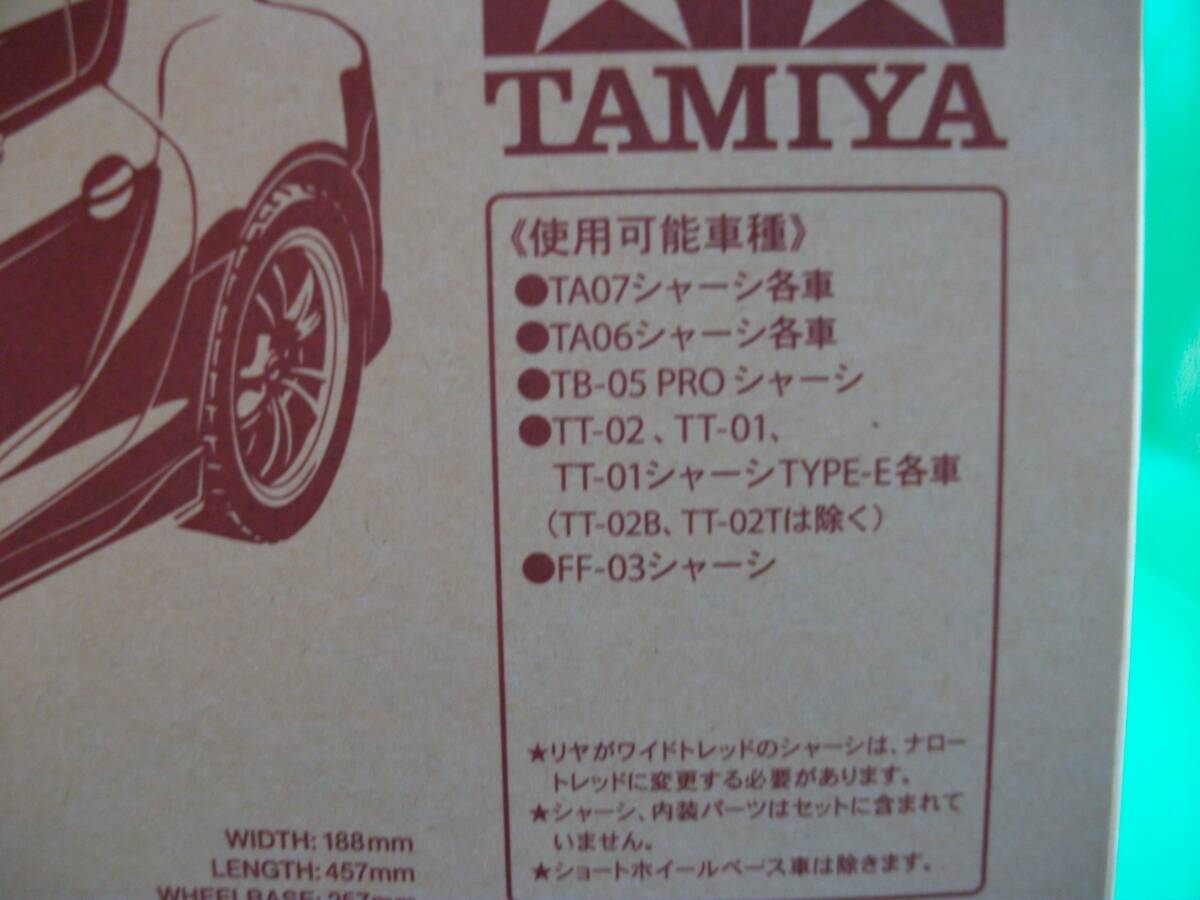 TAMIYA
《使用可能車種》
●TA07シャーシ各車
●TA06シャーシ各車
●TB-05 PRO シャーシ
●TT-02、TT-01、
TT-01シャーシTYPE-E各車
(TT-02B、TT-02Tは除く)
●FF-03シャーシ
★リヤがワイドトレッドのシャーシは、ナロー
トレッドに変更する必要があります。
★シャーシ、内装パーツはセットに含まれて
いません。
★ショートホイールベース車は除きます。
WIDTH: 188mm
LENGTH: 457mm
WHEELBASE: 257mm